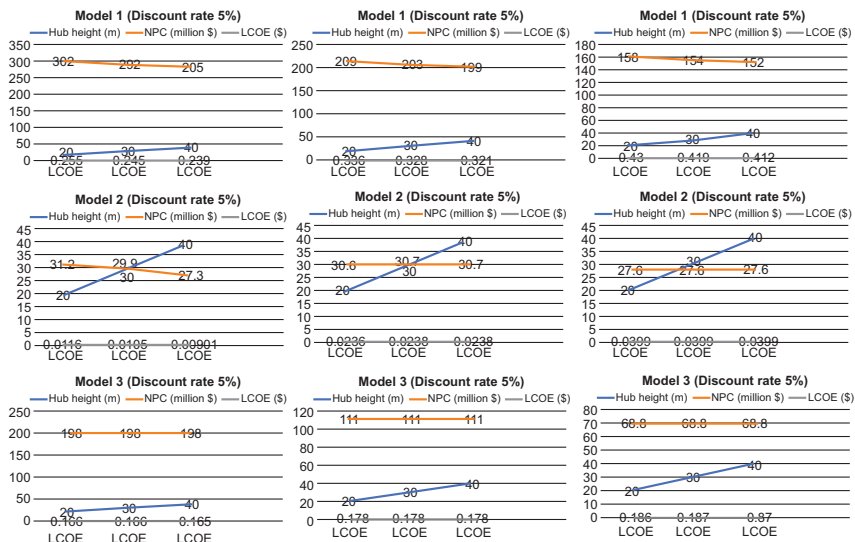 Model 1 (Discount rate 5%)
Hub height (m) NPC (million $) LCOE ($)
350
300
250
200
150
100
50
0
302 292 205
20 30 40
0.255 0.245 0.239
LCOE LCOE LCOE
Model 1 (Discount rate 5%)
Hub height (m) NPC (million $) LCOE ($)
250
200
150
100
50
0
209 203 199
20 30 40
0.336 0.328 0.321
LCOE LCOE LCOE
Model 1 (Discount rate 5%)
Hub height (m) NPC (million $) LCOE ($)
180
160
140
120
100
80
60
40
20
0
158 154 152
20 30 40
0.43 0.419 0.412
LCOE LCOE LCOE
Model 2 (Discount rate 5%)
Hub height (m) NPC (million $) LCOE ($)
45
40
35
30
25
20
15
10
5
0
31.2 29.9 27.3
20 30 40
0.0116 0.0105 0.00901
LCOE LCOE LCOE
Model 2 (Discount rate 5%)
Hub height (m) NPC (million $) LCOE ($)
45
40
35
30
25
20
15
10
5
0
30.6 30.7 30.7
20 30 40
0.0236 0.0238 0.0238
LCOE LCOE LCOE
Model 2 (Discount rate 5%)
Hub height (m) NPC (million $) LCOE ($)
45
40
35
30
25
20
15
10
5
0
27.6 27.6 27.6
20 30 40
0.0399 0.0399 0.0399
LCOE LCOE LCOE
Model 3 (Discount rate 5%)
Hub height (m) NPC (million $) LCOE ($)
250
200
150
100
50
0
198 198 198
20 30 40
0.166 0.166 0.165
LCOE LCOE LCOE
Model 3 (Discount rate 5%)
Hub height (m) NPC (million $) LCOE ($)
120
100
80
60
40
20
0
111 111 111
20 30 40
0.178 0.178 0.178
LCOE LCOE LCOE
Model 3 (Discount rate 5%)
Hub height (m) NPC (million $) LCOE ($)
80
70
60
50
40
30
20
10
0
68.8 68.8 68.8
20 30 40
0.186 0.187 0.87
LCOE LCOE LCOE